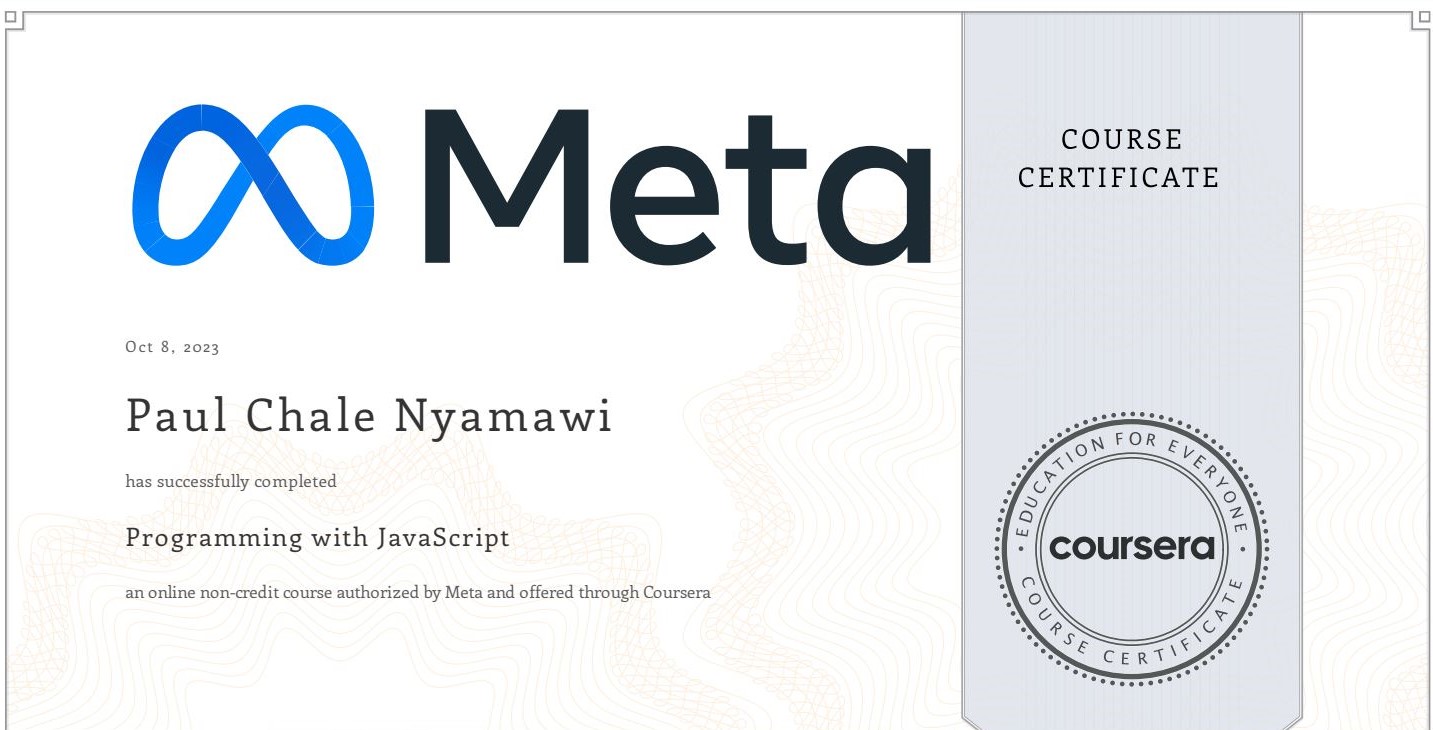 Meta
COURSE
CERTIFICATE
Oct 8, 2023
Paul Chale Nyamawi
has successfully completed
Programming with JavaScript
an online non-credit course authorized by Meta and offered through Coursera
EDUCATION FOR EVERYONE
coursera
COURSE CERTIFICATE